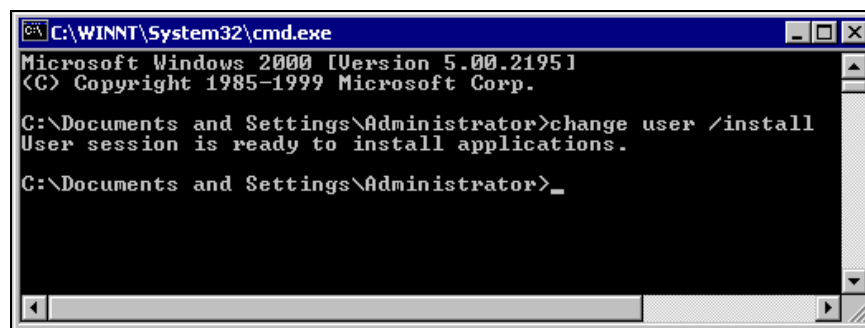 C:\WINNT\System32\cmd.exe
Microsoft Windows 2000 [Version 5.00.2195]
(C) Copyright 1985-1999 Microsoft Corp.
C:\Documents and Settings\Administrator>change user /install
User session is ready to install applications.
C:\Documents and Settings\Administrator>_